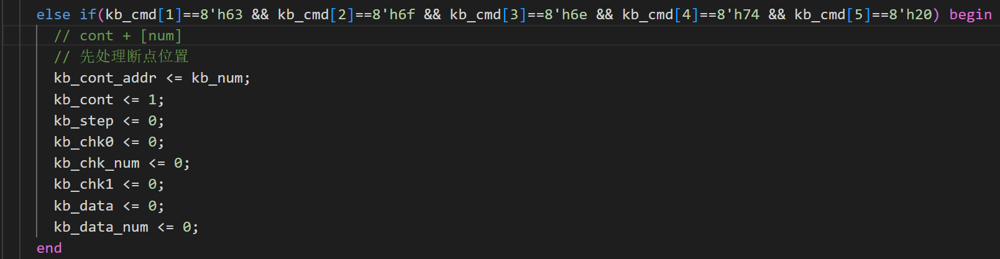 else if(kb_cmd[1]==8'h63 && kb_cmd[2]==8'h6f && kb_cmd[3]==8'h6e && kb_cmd[4]==8'h74 && kb_cmd[5]==8'h20) begin
// cont + [num]
// 先处理断点位置
kb_cont_addr <= kb_num;
kb_cont <= 1;
kb_step <= 0;
kb_chk0 <= 0;
kb_chk_num <= 0;
kb_chk1 <= 0;
kb_data <= 0;
kb_data_num <= 0;
end